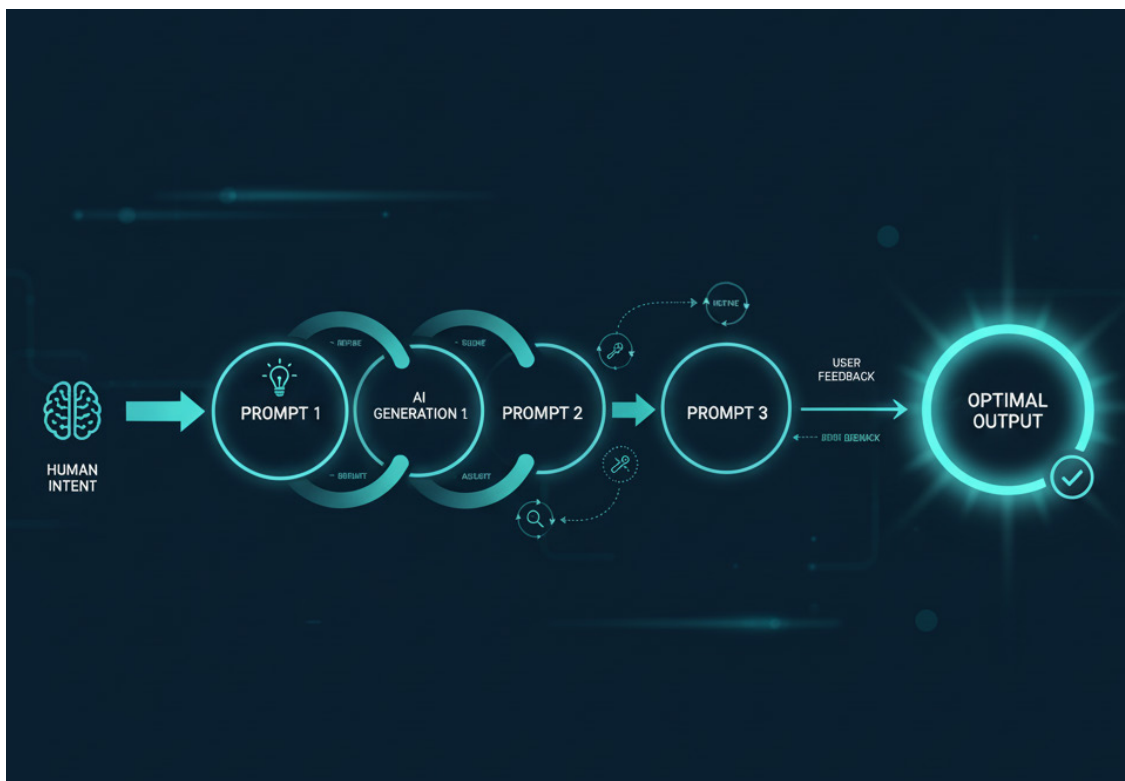 HUMAN
INTENT
PROMPT 1
AI
GENERATION 1
PROMPT 2
PROMPT 3
USER
FEEDBACK
OPTIMAL
OUTPUT